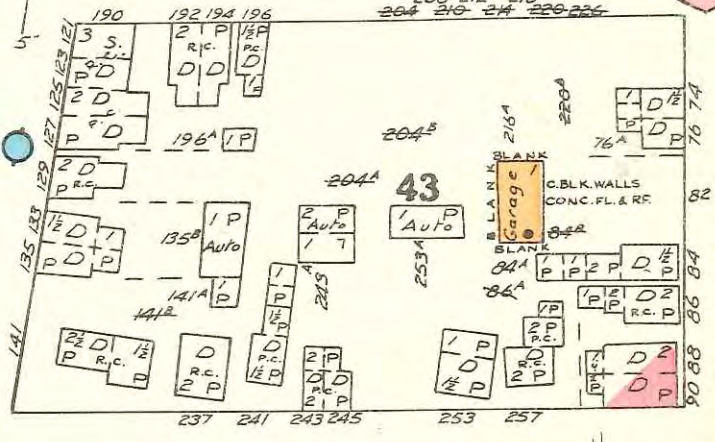 190 192 194 196 204 210 214 220 226
121 3 S. 2 P 1½ P
123 D R.C. P.C.
P D D D
125 2 D 1
127 P
196A 1 P 204B 216A 220B
1 D 1½ 74
P P 76
76A
129 2 D R.C. P
204A 43
BLANK
BLANK Garage 1
C.BLK.WALLS
CONC.FL.& RF.
82
133 1½ D 1
135 P D P
135B 1 P Auto
2 P Auto 1 7
1 Auto
84B
BLANK
84A 1 P 1 P 2 P D 1½ P 84
243A 253A
141A 1 P
141B
86A
1 P 2 P D 2 R.C. P 86
1 P 1½ P
141
2½ D 1½ P R.C. P
D R.C. 2 P
D P.C. 1½ P
2 P D D P.C. 2 P
1 P D 1½ P
1 P 2 P P.C. D R.C. 2 P
D 2 P 88
D P 90
237 241 243 245 253 257
5